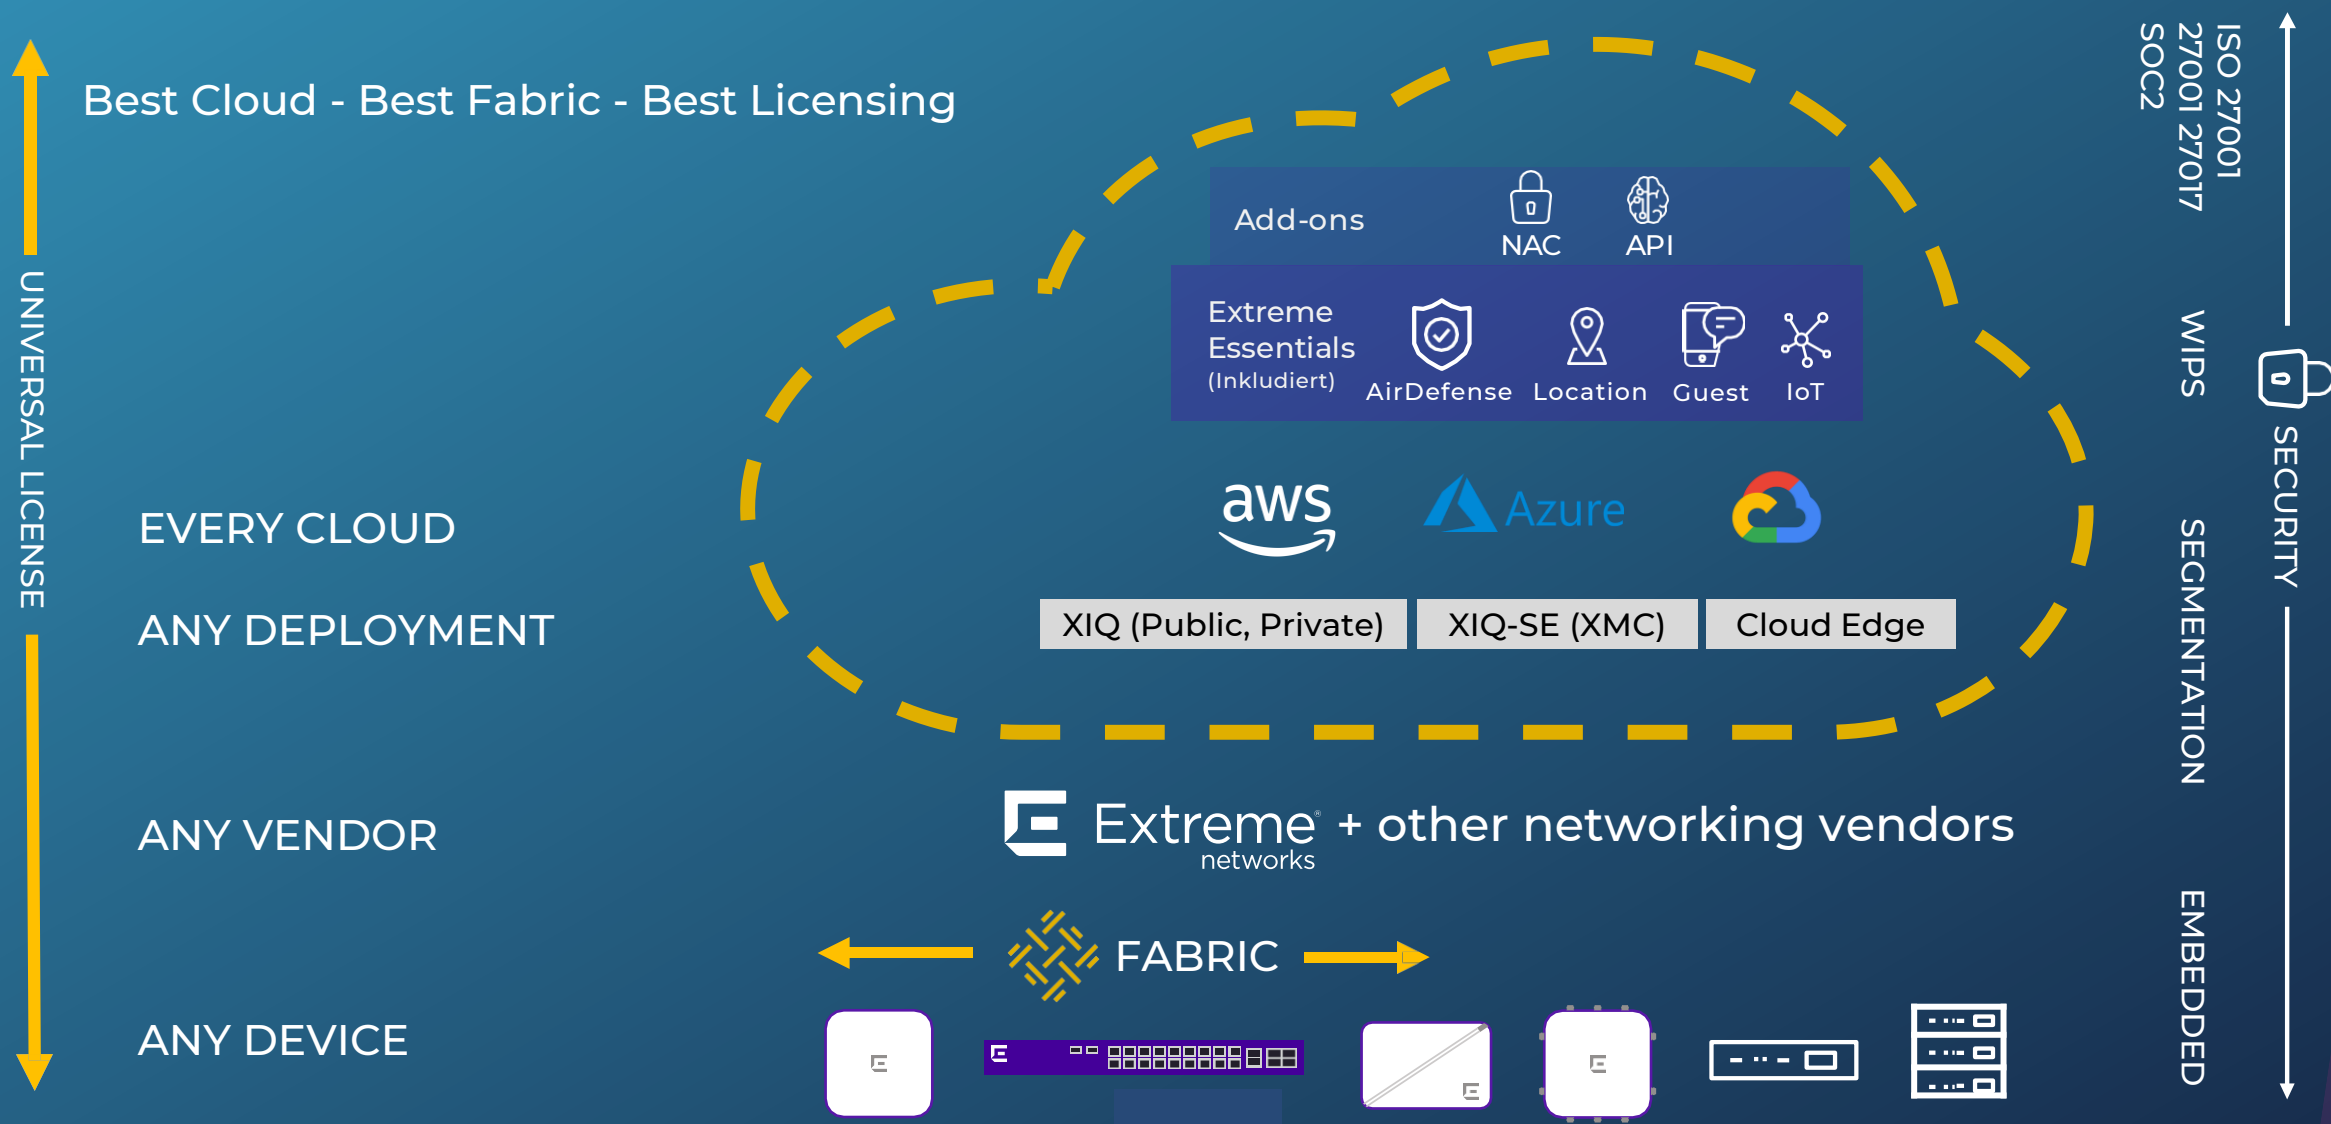 Best Cloud - Best Fabric - Best Licensing
UNIVERSAL LICENSE
Add-ons
NAC
API
Extreme
Essentials
(Inkludiert)
AirDefense
Location
Guest
IoT
EVERY CLOUD
aws
Azure
ANY DEPLOYMENT
XIQ (Public, Private)
XIQ-SE (XMC)
Cloud Edge
ANY VENDOR
Extreme®
networks
+ other networking vendors
FABRIC
ANY DEVICE
ISO 27001
27001 27017
SOC2
WIPS
SEGMENTATION
EMBEDDED
SECURITY